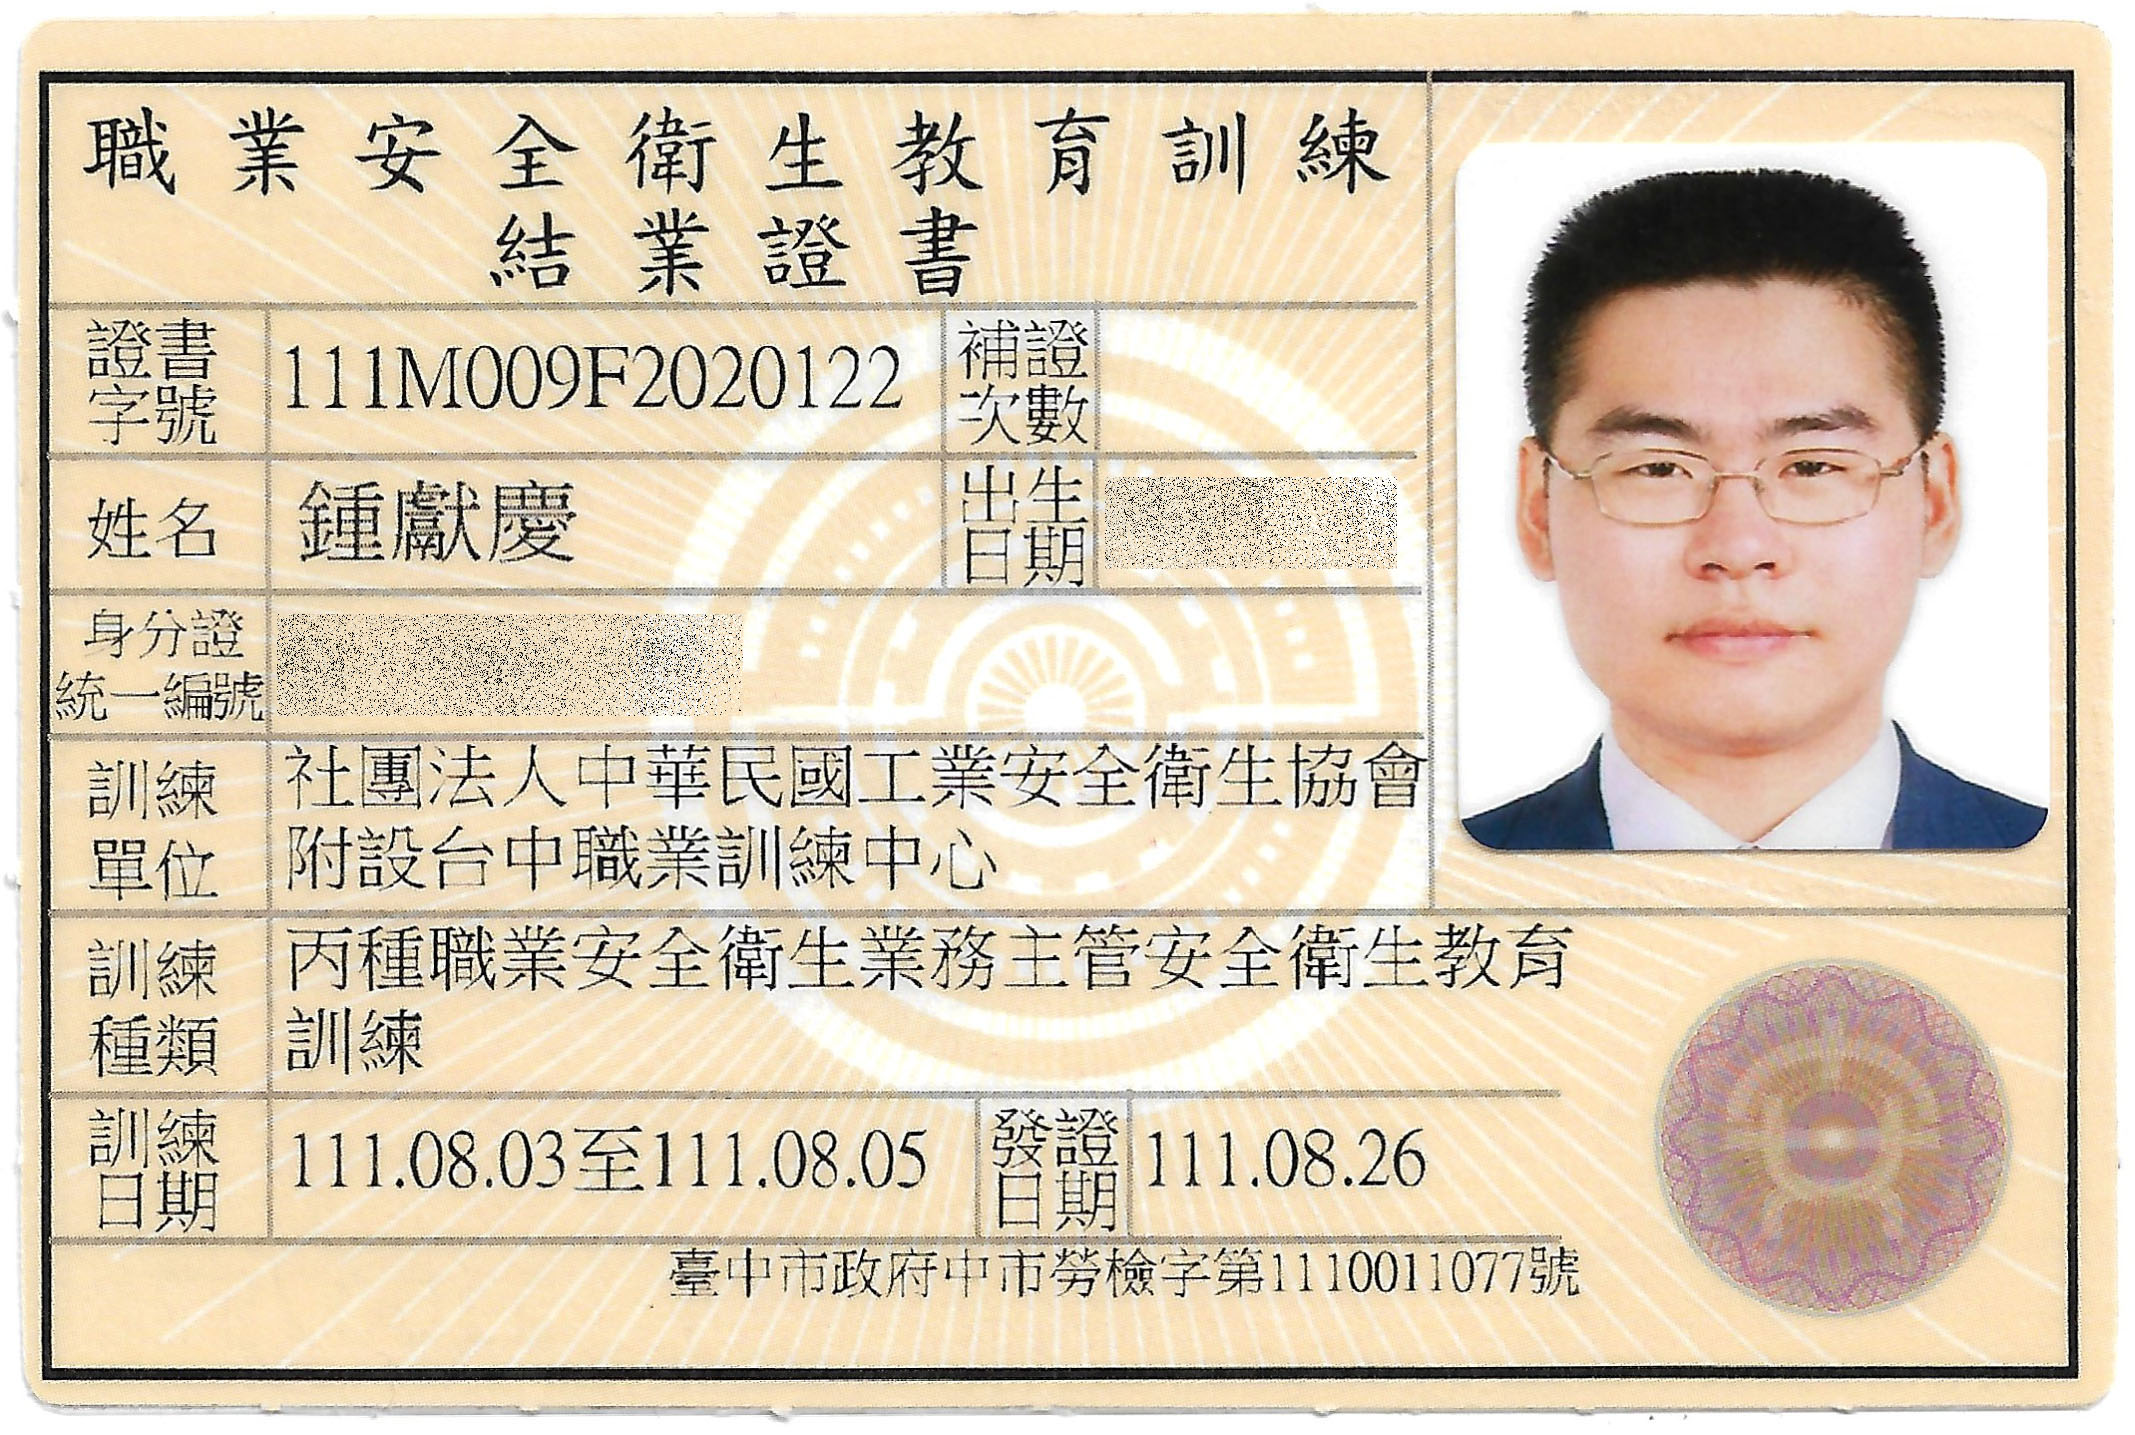 職業安全衛生教育訓練
結業證書
證書字號 111M009F2020122 補證次數
姓名 鍾獻慶 出生日期
身分證統一編號
訓練單位 社團法人中華民國工業安全衛生協會
附設台中職業訓練中心
訓練種類 丙種職業安全衛生業務主管安全衛生教育
訓練
訓練日期 111.08.03至111.08.05 發證日期 111.08.26
臺中市政府中市勞檢字第1110011077號